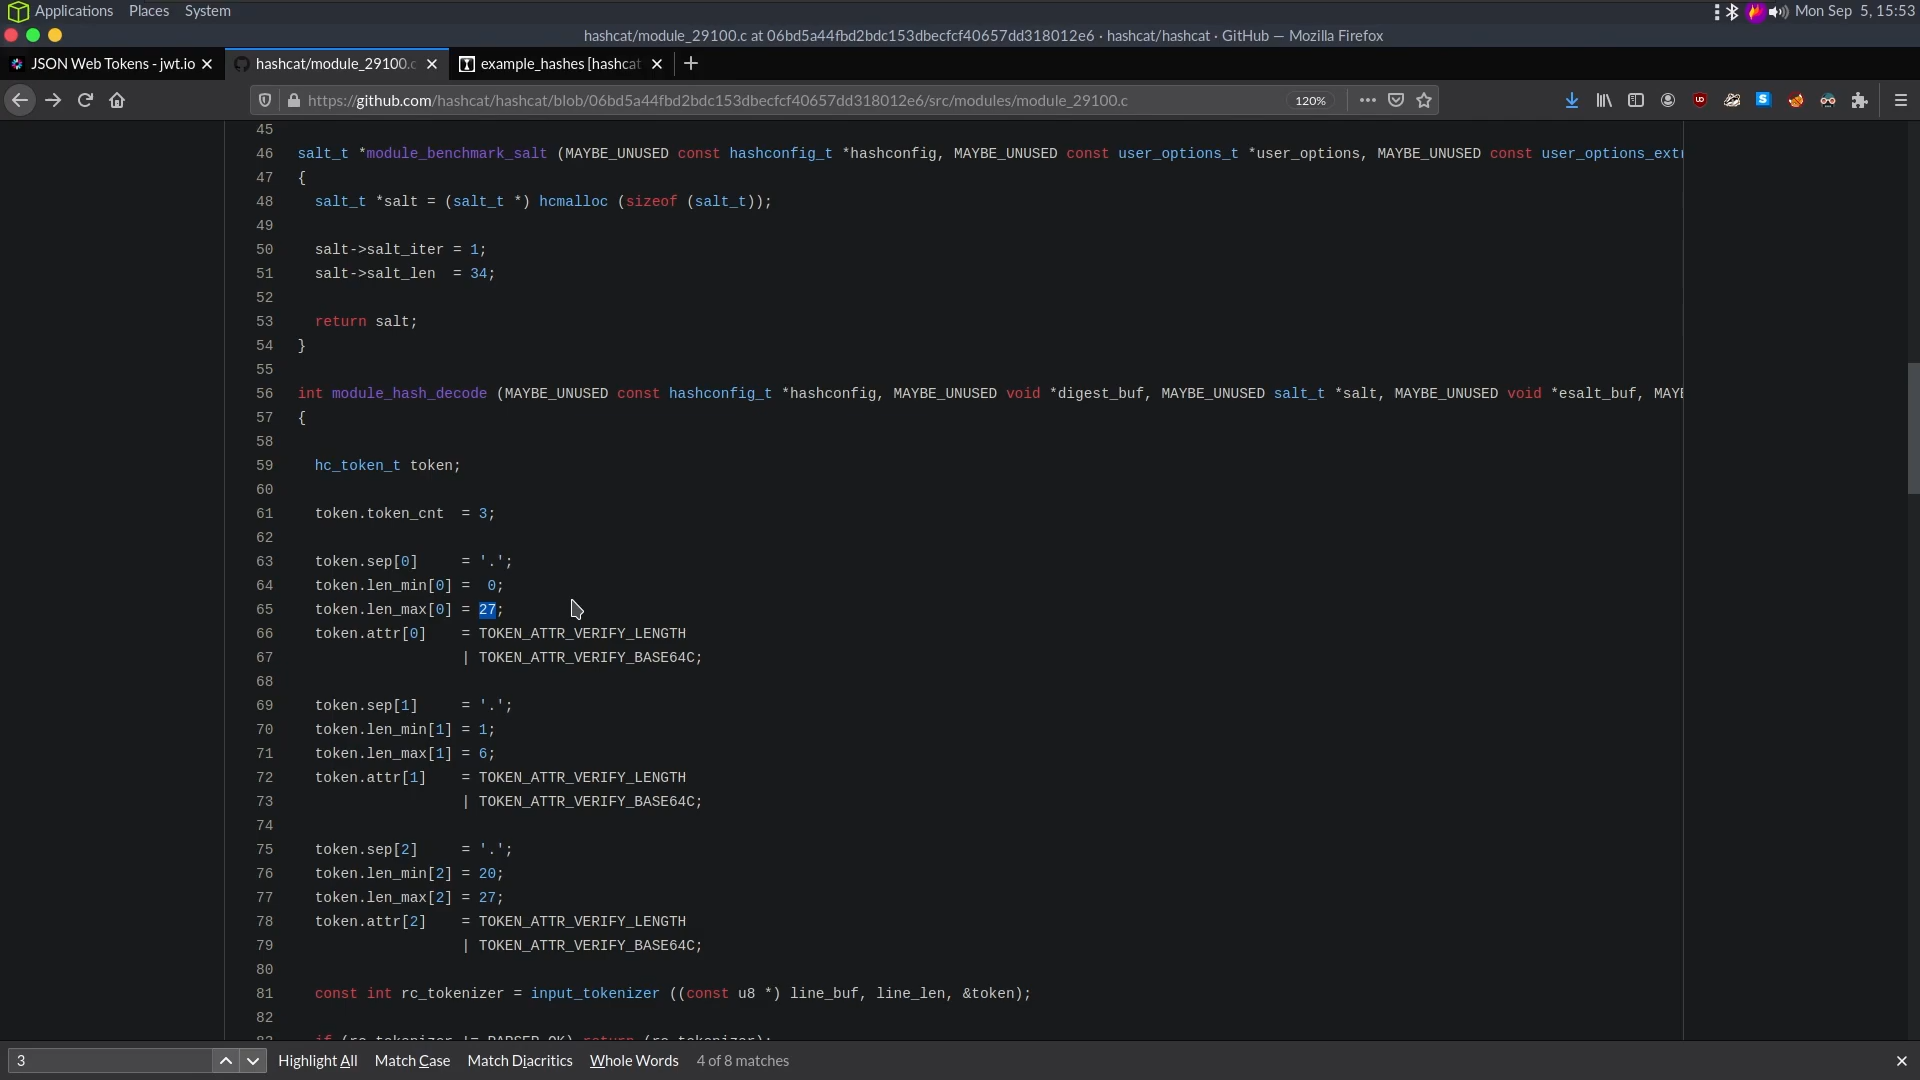 Applications Places System
Mon Sep 5, 15:53
hashcat/module_29100.c at 06bd5a44fbd2bdc153dbecfcf40657dd318012e6 · hashcat/hashcat · GitHub — Mozilla Firefox
JSON Web Tokens - jwt.io
hashcat/module_29100.c
example_hashes [hashcat
https://github.com/hashcat/hashcat/blob/06bd5a44fbd2bdc153dbecfcf40657dd318012e6/src/modules/module_29100.c
120%
45
46 salt_t *module_benchmark_salt (MAYBE_UNUSED const hashconfig_t *hashconfig, MAYBE_UNUSED const user_options_t *user_options, MAYBE_UNUSED const user_options_extr
47 {
48 salt_t *salt = (salt_t *) hcmalloc (sizeof (salt_t));
49
50 salt->salt_iter = 1;
51 salt->salt_len  = 34;
52
53 return salt;
54 }
55
56 int module_hash_decode (MAYBE_UNUSED const hashconfig_t *hashconfig, MAYBE_UNUSED void *digest_buf, MAYBE_UNUSED salt_t *salt, MAYBE_UNUSED void *esalt_buf, MAYB
57 {
58
59 hc_token_t token;
60
61 token.token_cnt  = 3;
62
63 token.sep[0]     = '.';
64 token.len_min[0] =  0;
65 token.len_max[0] = 27;
66 token.attr[0]    = TOKEN_ATTR_VERIFY_LENGTH
67 | TOKEN_ATTR_VERIFY_BASE64C;
68
69 token.sep[1]     = '.';
70 token.len_min[1] = 1;
71 token.len_max[1] = 6;
72 token.attr[1]    = TOKEN_ATTR_VERIFY_LENGTH
73 | TOKEN_ATTR_VERIFY_BASE64C;
74
75 token.sep[2]     = '.';
76 token.len_min[2] = 20;
77 token.len_max[2] = 27;
78 token.attr[2]    = TOKEN_ATTR_VERIFY_LENGTH
79 | TOKEN_ATTR_VERIFY_BASE64C;
80
81 const int rc_tokenizer = input_tokenizer ((const u8 *) line_buf, line_len, &token);
82
83 if (rc_tokenizer != PARSER_OK) return (rc_tokenizer);
3 Highlight All Match Case Match Diacritics Whole Words 4 of 8 matches